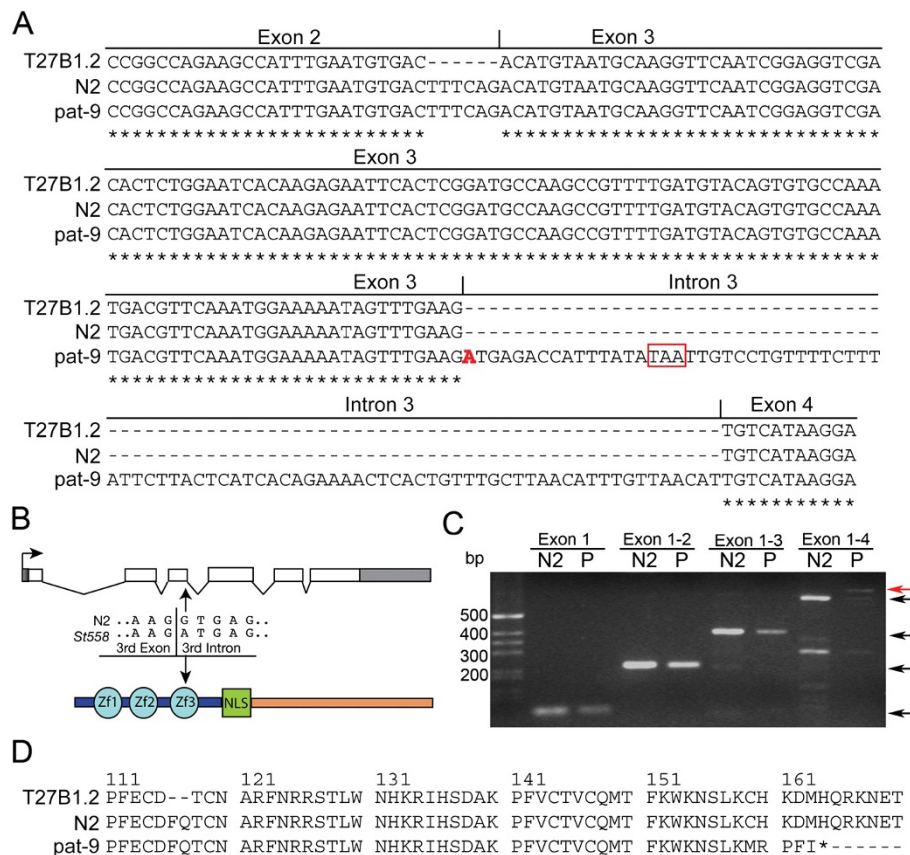 A
Exon 2 Exon 3
T27B1.2 CCGGCCAGAAGCCATTTGAATGTGAC------ACATGTAATGCAAGGTTCAATCGGAGGTCGA
N2 CCGGCCAGAAGCCATTTGAATGTGACTTTCAGACATGTAATGCAAGGTTCAATCGGAGGTCGA
pat-9 CCGGCCAGAAGCCATTTGAATGTGACTTTCAGACATGTAATGCAAGGTTCAATCGGAGGTCGA
************************** *******************************
Exon 3
T27B1.2 CACTCTGGAATCACAAGAGAATTCACTCGGATGCCAAGCCGTTTTGATGTACAGTGTGCCAAA
N2 CACTCTGGAATCACAAGAGAATTCACTCGGATGCCAAGCCGTTTTGATGTACAGTGTGCCAAA
pat-9 CACTCTGGAATCACAAGAGAATTCACTCGGATGCCAAGCCGTTTTGATGTACAGTGTGCCAAA
***************************************************************
Exon 3 Intron 3
T27B1.2 TGACGTTCAAATGGAAAAATAGTTTGAAG----------------------------------
N2 TGACGTTCAAATGGAAAAATAGTTTGAAG----------------------------------
pat-9 TGACGTTCAAATGGAAAAATAGTTTGAAGATGAGACCATTTATATAATTGTCCTGTTTTCTTT
*****************************
Intron 3 Exon 4
T27B1.2 --------------------------------------------------TGTCATAAGGA
N2 --------------------------------------------------TGTCATAAGGA
pat-9 ATTCTTACTCATCACAGAAAACTCACTGTTTGCTTAACATTTGTTAACATTGTCATAAGGA
***********
B
N2 ..A A G G T G A G..
St558 ..A A G A T G A G..
3rd Exon 3rd Intron
Zf1 Zf2 Zf3 NLS
C
Exon 1 Exon 1-2 Exon 1-3 Exon 1-4
bp N2 P N2 P N2 P N2 P
500
400
300
200
D
111 121 131 141 151 161
T27B1.2 PFECD--TCN ARFNRRSTLW NHKRIHSDAK PFVCTVCQMT FKWKNSLKCH KDMHQRKNET
N2 PFECDFQTCN ARFNRRSTLW NHKRIHSDAK PFVCTVCQMT FKWKNSLKCH KDMHQRKNET
pat-9 PFECDFQTCN ARFNRRSTLW NHKRIHSDAK PFVCTVCQMT FKWKNSLKMR PFI*------